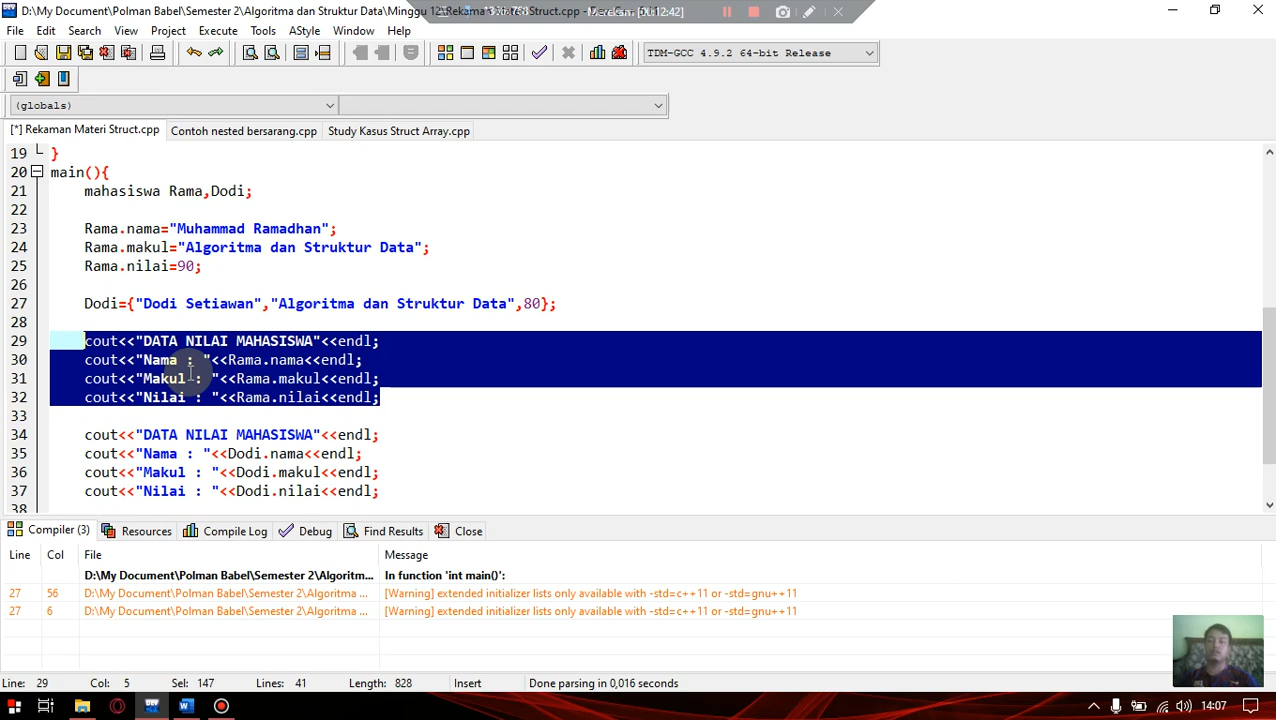 D:\My Document\Polman Babel\Semester 2\Algoritma dan Struktur Data\Minggu 12\Rekaman Materi Struct.cpp
00:12:42
File Edit Search View Project Execute Tools AStyle Window Help
TDM-GCC 4.9.2 64-bit Release
(globals)
[*] Rekaman Materi Struct.cpp Contoh nested bersarang.cpp Study Kasus Struct Array.cpp
19 }
20 main(){
21 mahasiswa Rama,Dodi;
22
23 Rama.nama="Muhammad Ramadhan";
24 Rama.makul="Algoritma dan Struktur Data";
25 Rama.nilai=90;
26
27 Dodi={"Dodi Setiawan","Algoritma dan Struktur Data",80};
28
29 cout<<"DATA NILAI MAHASISWA"<<endl;
30 cout<<"Nama : "<<Rama.nama<<endl;
31 cout<<"Makul : "<<Rama.makul<<endl;
32 cout<<"Nilai : "<<Rama.nilai<<endl;
33
34 cout<<"DATA NILAI MAHASISWA"<<endl;
35 cout<<"Nama : "<<Dodi.nama<<endl;
36 cout<<"Makul : "<<Dodi.makul<<endl;
37 cout<<"Nilai : "<<Dodi.nilai<<endl;
38
Compiler (3) Resources Compile Log Debug Find Results Close
Line Col File Message
D:\My Document\Polman Babel\Semester 2\Algoritm... In function 'int main()':
27 56 D:\My Document\Polman Babel\Semester 2\Algoritma ... [Warning] extended initializer lists only available with -std=c++11 or -std=gnu++11
27 6 D:\My Document\Polman Babel\Semester 2\Algoritma ... [Warning] extended initializer lists only available with -std=c++11 or -std=gnu++11
Line: 29 Col: 5 Sel: 147 Lines: 41 Length: 828 Insert Done parsing in 0,016 seconds
14:07